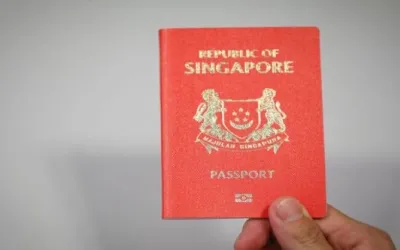 REPUBLIC OF
SINGAPORE
MAJULAH SINGAPURA
PASSPORT